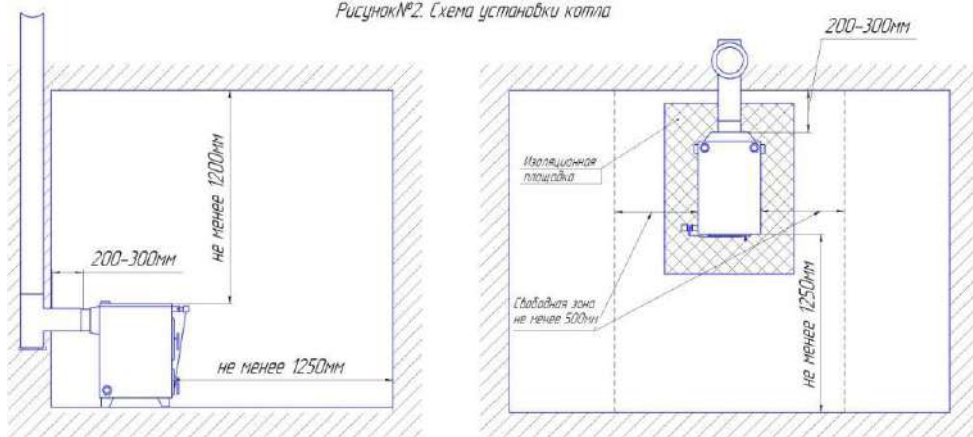 Рисунок№2. Схема установки котла
200-300мм
не менее 1200мм
200-300мм
не менее 1250мм
Изоляционная
площадка
Свободная зона
не менее 500мм
не менее 1250мм